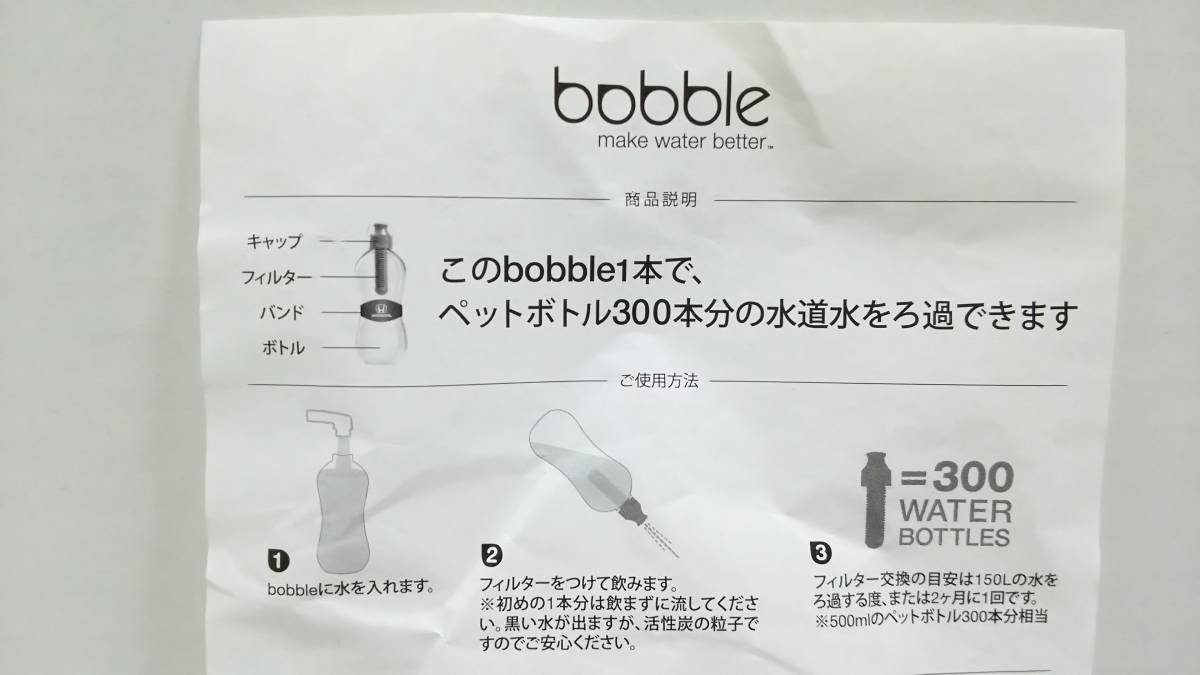 bobble
make water better™
商品説明
キャップ
フィルター
バンド
ボトル
このbobble1本で、
ペットボトル300本分の水道水をろ過できます
ご使用方法
1
bobbleに水を入れます。
2
フィルターをつけて飲みます。
※初めの1本分は飲まずに流してくださ
い。黒い水が出ますが、活性炭の粒子で
すのでご安心ください。
=300
WATER
BOTTLES
3
フィルター交換の目安は150Lの水を
ろ過する度、または2ヶ月に1回です。
※500mlのペットボトル300本分相当